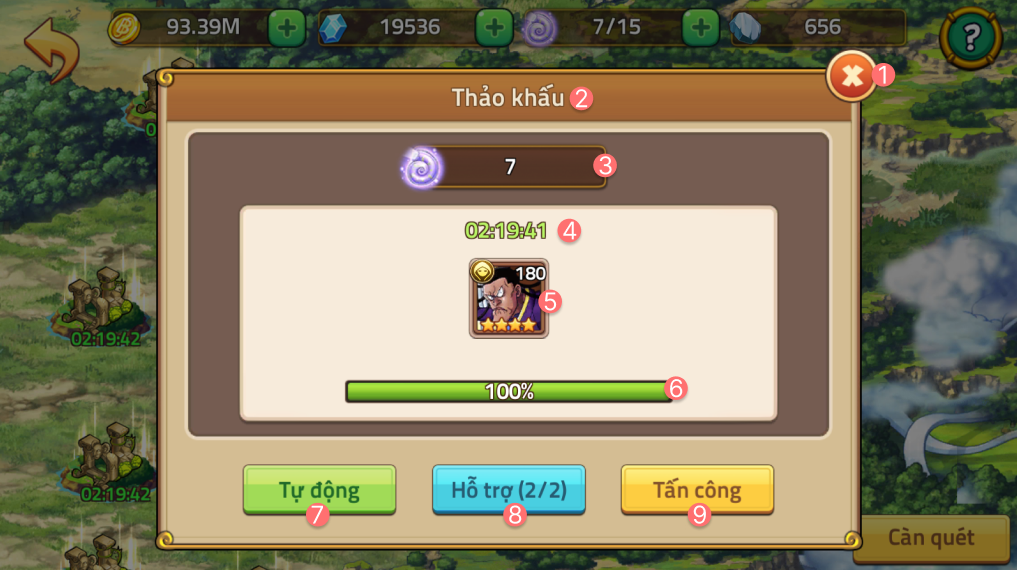 93.39M
19536
7/15
656
?
1
Thảo khấu 2
7 3
02:19:41 4
180
5
02:19:42
100% 6
02:19:42
Tự động
Hỗ trợ (2/2)
Tấn công
7
8
9
Càn quét